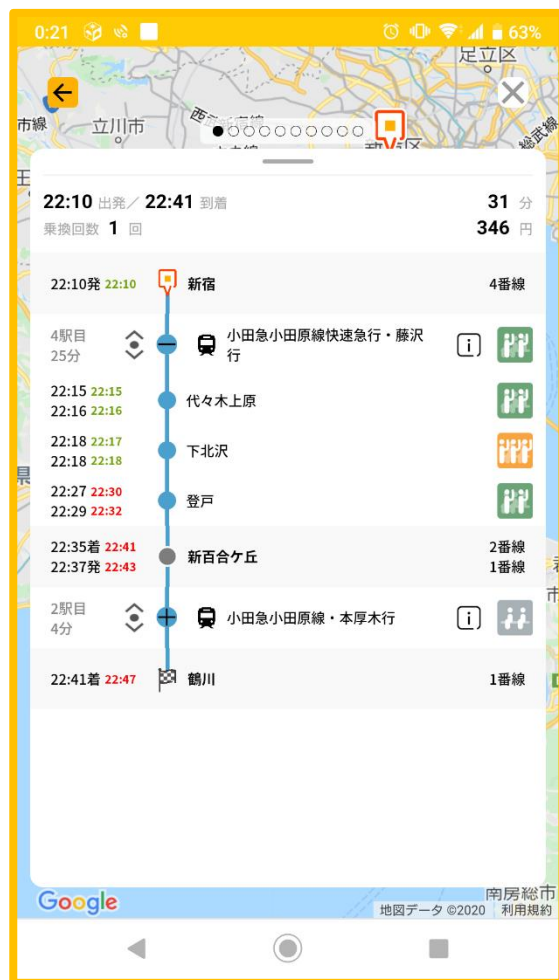 0:21 63%
足立区
西武新宿線
市線 立川市
総武線
22:10 出発／ 22:41 到着 31 分
乗換回数 1 回 346 円
22:10発 22:10 新宿 4番線
4駅目 小田急小田原線快速急行・藤沢
25分 行
22:15 22:15
22:16 22:16 代々木上原
22:18 22:17
22:18 22:18 下北沢
22:27 22:30
22:29 22:32 登戸
22:35着 22:41 新百合ケ丘 2番線
22:37発 22:43 1番線
2駅目 小田急小田原線・本厚木行
4分
22:41着 22:47 鶴川 1番線
南房総市
Google 地図データ ©2020 利用規約